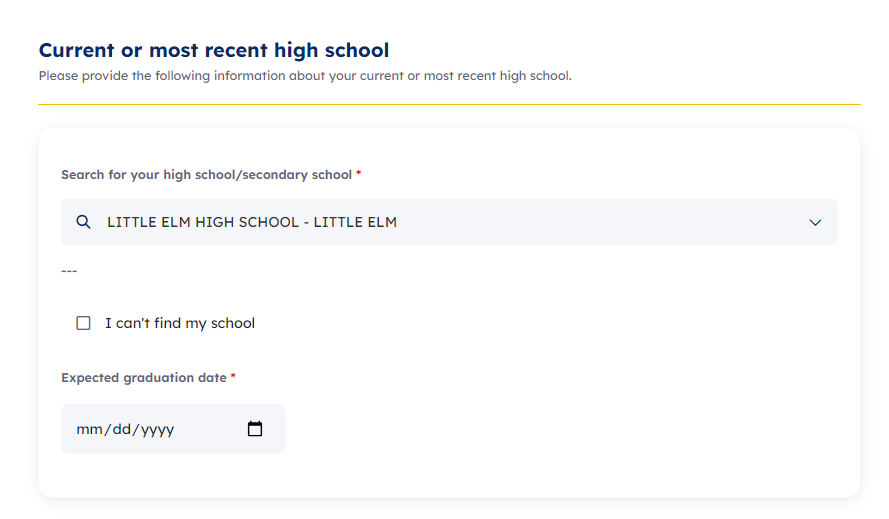 Current or most recent high school
Please provide the following information about your current or most recent high school.
Search for your high school/secondary school *
LITTLE ELM HIGH SCHOOL - LITTLE ELM
---
I can't find my school
Expected graduation date *
mm/dd/yyyy